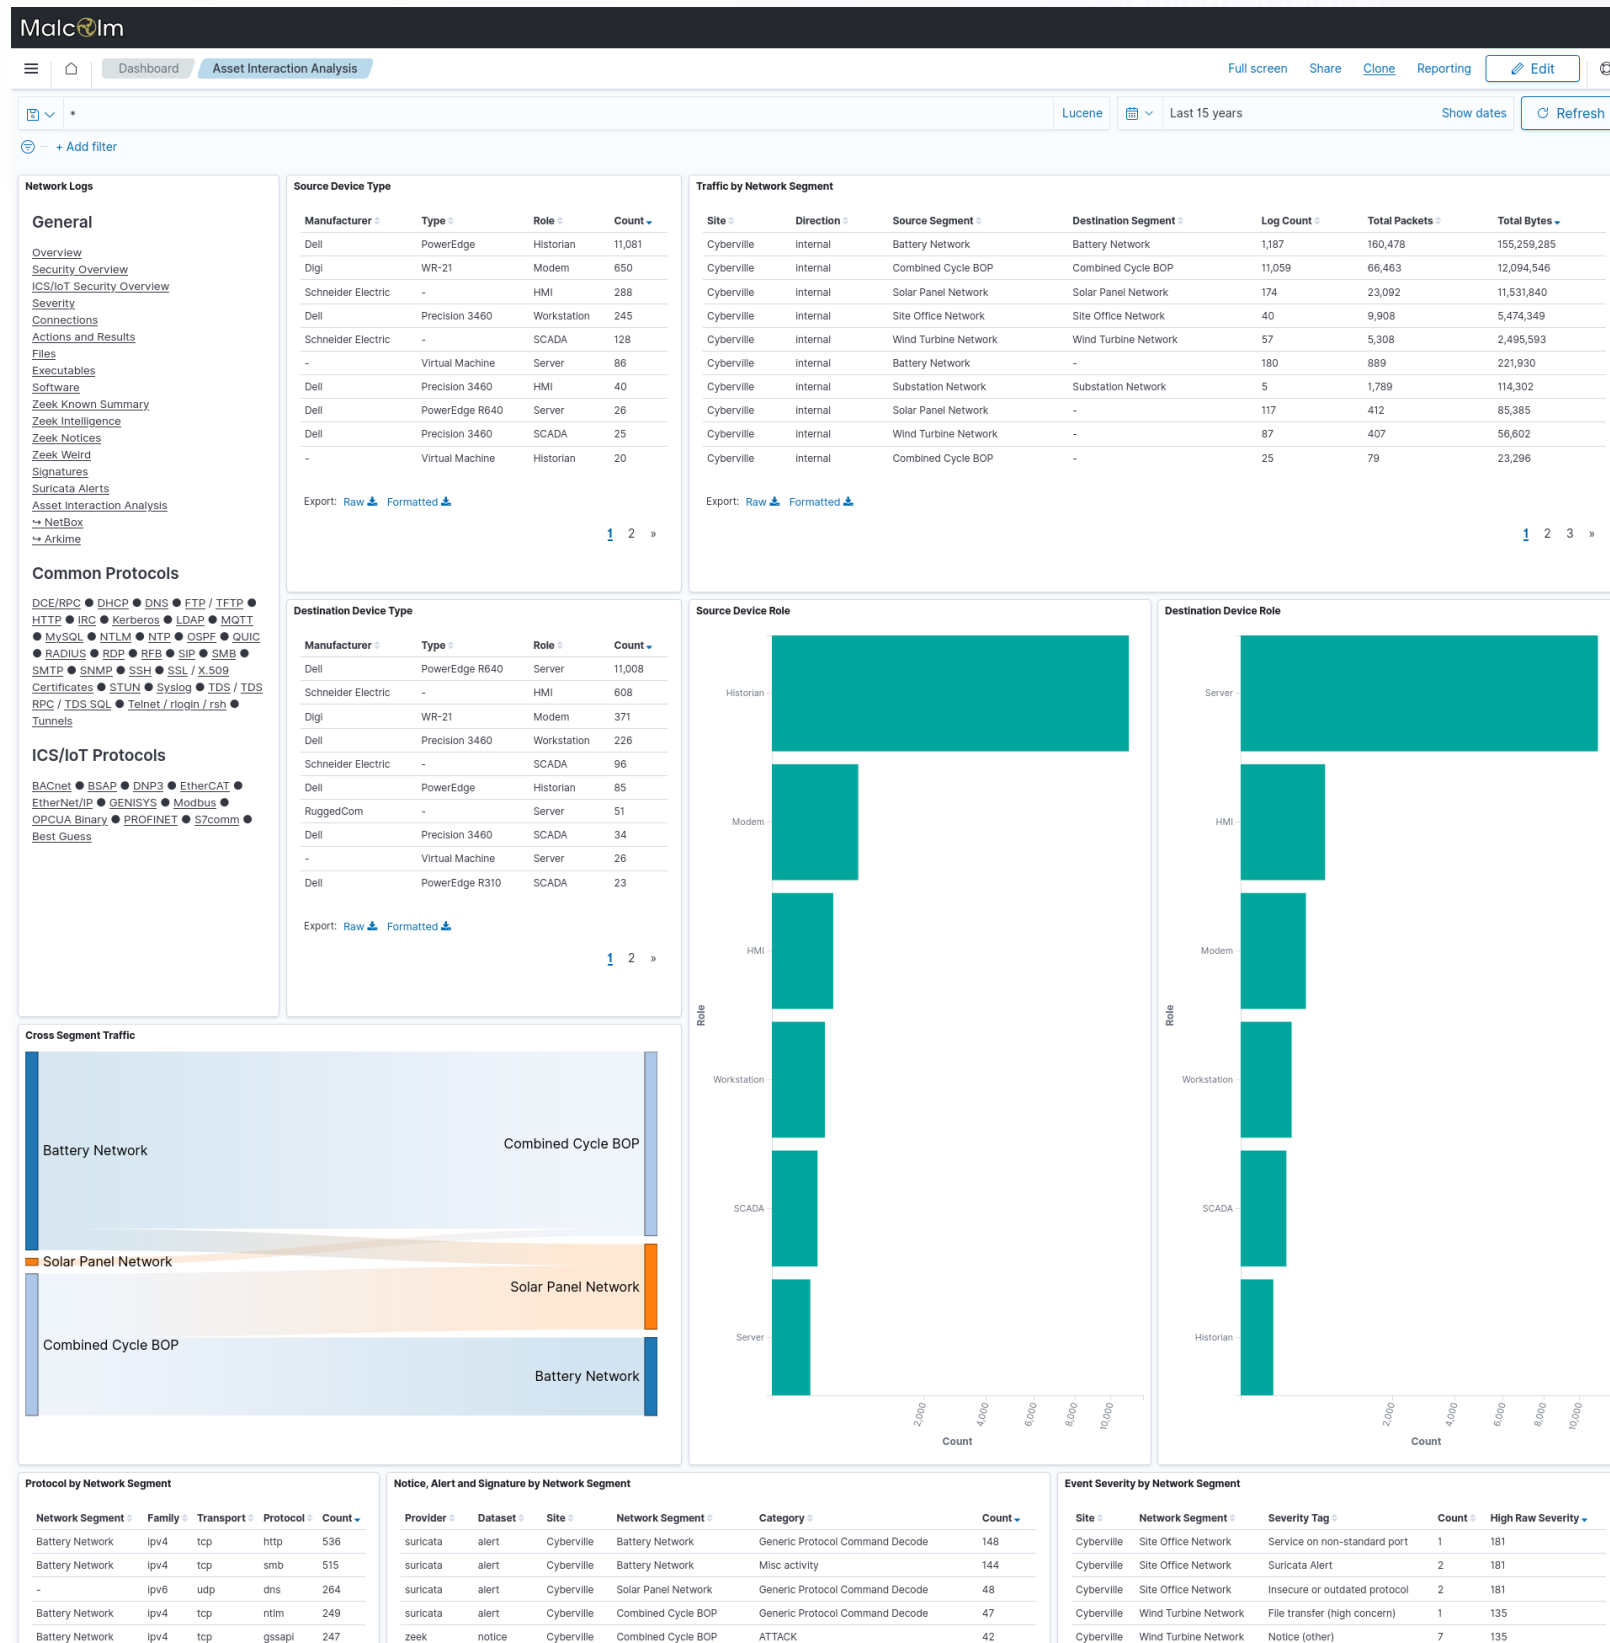 Malcolm
Dashboard
Asset Interaction Analysis
Full screen
Share
Clone
Reporting
Edit
*
Lucene
Last 15 years
Show dates
Refresh
+ Add filter
Network Logs
General
Overview
Security Overview
ICS/IoT Security Overview
Severity
Connections
Actions and Results
Files
Executables
Software
Zeek Known Summary
Zeek Intelligence
Zeek Notices
Zeek Weird
Signatures
Suricata Alerts
Asset Interaction Analysis
↪ NetBox
↪ Arkime
Common Protocols
DCE/RPC ● DHCP ● DNS ● FTP / TFTP ●
HTTP ● IRC ● Kerberos ● LDAP ● MQTT
● MySQL ● NTLM ● NTP ● OSPF ● QUIC
● RADIUS ● RDP ● RFB ● SIP ● SMB ●
SMTP ● SNMP ● SSH ● SSL / X.509
Certificates ● STUN ● Syslog ● TDS / TDS
RPC / TDS SQL ● Telnet / rlogin / rsh ●
Tunnels
ICS/IoT Protocols
BACnet ● BSAP ● DNP3 ● EtherCAT ●
EtherNet/IP ● GENISYS ● Modbus ●
OPCUA Binary ● PROFINET ● S7comm ●
Best Guess
Source Device Type
Manufacturer Type Role Count
Dell PowerEdge Historian 11,081
Digi WR-21 Modem 650
Schneider Electric - HMI 288
Dell Precision 3460 Workstation 245
Schneider Electric - SCADA 128
- Virtual Machine Server 86
Dell Precision 3460 HMI 40
Dell PowerEdge R640 Server 26
Dell Precision 3460 SCADA 25
- Virtual Machine Historian 20
Export: Raw Formatted
1 2 »
Traffic by Network Segment
Site Direction Source Segment Destination Segment Log Count Total Packets Total Bytes
Cyberville internal Battery Network Battery Network 1,187 160,478 155,259,285
Cyberville internal Combined Cycle BOP Combined Cycle BOP 11,059 66,463 12,094,546
Cyberville internal Solar Panel Network Solar Panel Network 174 23,092 11,531,840
Cyberville internal Site Office Network Site Office Network 40 9,908 5,474,349
Cyberville internal Wind Turbine Network Wind Turbine Network 57 5,308 2,495,593
Cyberville internal Battery Network - 180 889 221,930
Cyberville internal Substation Network Substation Network 5 1,789 114,302
Cyberville internal Solar Panel Network - 117 412 85,385
Cyberville internal Wind Turbine Network - 87 407 56,602
Cyberville internal Combined Cycle BOP - 25 79 23,296
Export: Raw Formatted
1 2 3 »
Destination Device Type
Manufacturer Type Role Count
Dell PowerEdge R640 Server 11,008
Schneider Electric - HMI 608
Digi WR-21 Modem 371
Dell Precision 3460 Workstation 226
Schneider Electric - SCADA 96
Dell PowerEdge Historian 85
RuggedCom - Server 51
Dell Precision 3460 SCADA 34
- Virtual Machine Server 26
Dell PowerEdge R310 SCADA 23
Export: Raw Formatted
1 2 »
Source Device Role
Historian
Modem
HMI
Role
Workstation
SCADA
Server
2,000 4,000 6,000 8,000 10,000
Count
Destination Device Role
Server
HMI
Modem
Role
Workstation
SCADA
Historian
2,000 4,000 6,000 8,000 10,000
Count
Cross Segment Traffic
Battery Network
Combined Cycle BOP
Solar Panel Network
Solar Panel Network
Combined Cycle BOP
Battery Network
Protocol by Network Segment
Network Segment Family Transport Protocol Count
Battery Network ipv4 tcp http 536
Battery Network ipv4 tcp smb 515
- ipv6 udp dns 264
Battery Network ipv4 tcp ntlm 249
Battery Network ipv4 tcp gssapi 247
Notice, Alert and Signature by Network Segment
Provider Dataset Site Network Segment Category Count
suricata alert Cyberville Battery Network Generic Protocol Command Decode 148
suricata alert Cyberville Battery Network Misc activity 144
suricata alert Cyberville Solar Panel Network Generic Protocol Command Decode 48
suricata alert Cyberville Combined Cycle BOP Generic Protocol Command Decode 47
zeek notice Cyberville Combined Cycle BOP ATTACK 42
Event Severity by Network Segment
Site Network Segment Severity Tag Count High Raw Severity
Cyberville Site Office Network Service on non-standard port 1 181
Cyberville Site Office Network Suricata Alert 2 181
Cyberville Site Office Network Insecure or outdated protocol 2 181
Cyberville Wind Turbine Network File transfer (high concern) 1 135
Cyberville Wind Turbine Network Notice (other) 7 135